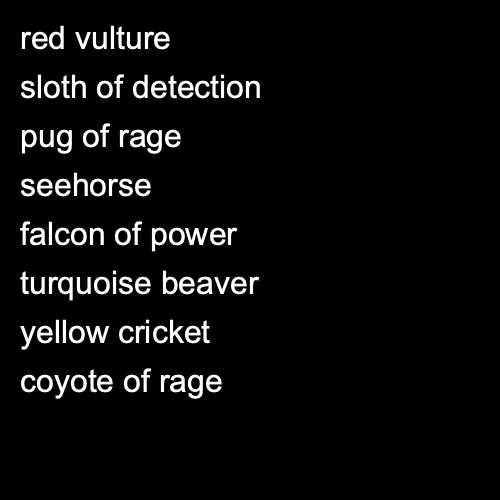 red vulture
sloth of detection
pug of rage
seehorse
falcon of power
turquoise beaver
yellow cricket
coyote of rage